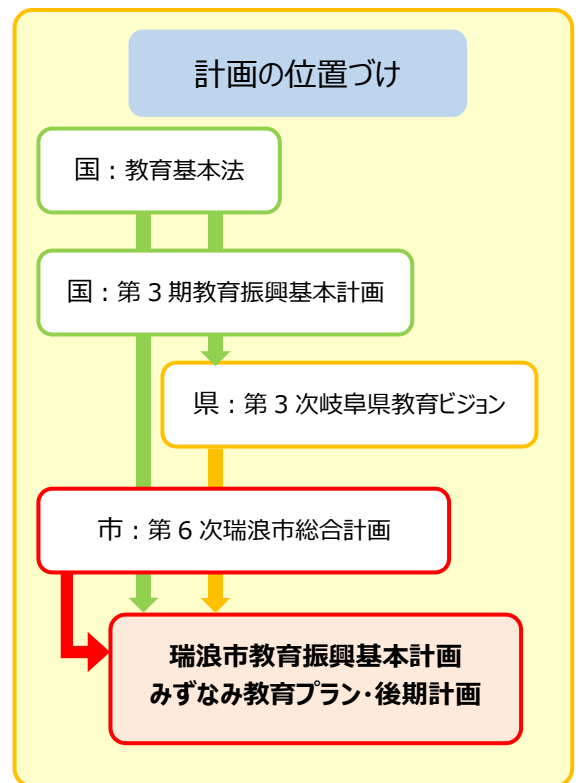 計画の位置づけ
国：教育基本法
国：第３期教育振興基本計画
県：第３次岐阜県教育ビジョン
市：第６次瑞浪市総合計画
瑞浪市教育振興基本計画
みずなみ教育プラン・後期計画